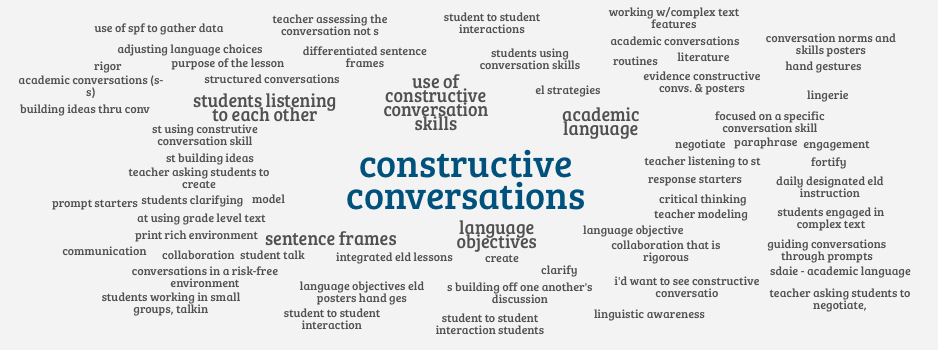 use of spf to gather data
teacher assessing the
conversation not s
student to student
interactions
working w/complex text
features
adjusting language choices
differentiated sentence
frames
students using
conversation skills
academic conversations
conversation norms and
skills posters
rigor
purpose of the lesson
routines
literature
hand gestures
academic conversations (s-
s)
structured conversations
evidence constructive
convs. & posters
building ideas thru conv
students listening
to each other
use of
constructive
conversation
skills
el strategies
lingerie
academic
language
focused on a specific
conversation skill
st using construtive
conversation skill
negotiate
paraphrase
engagement
st building ideas
constructive
conversations
teacher listening to st
fortify
teacher asking students to
create
response starters
daily designated eld
instruction
prompt starters
students clarifying
model
critical thinking
teacher modeling
at using grade level text
students engaged in
complex text
print rich environment
sentence frames
language
objectives
language objective
communication
collaboration
student talk
integrated eld lessons
create
collaboration that is
rigorous
guiding conversations
through prompts
conversations in a risk-free
environment
clarify
sdaie - academic language
language objectives eld
posters hand ges
s building off one another's
discussion
i'd want to see constructive
conversatio
students working in small
groups, talkin
teacher asking students to
negotiate,
student to student
interaction
student to student
interaction students
linguistic awareness